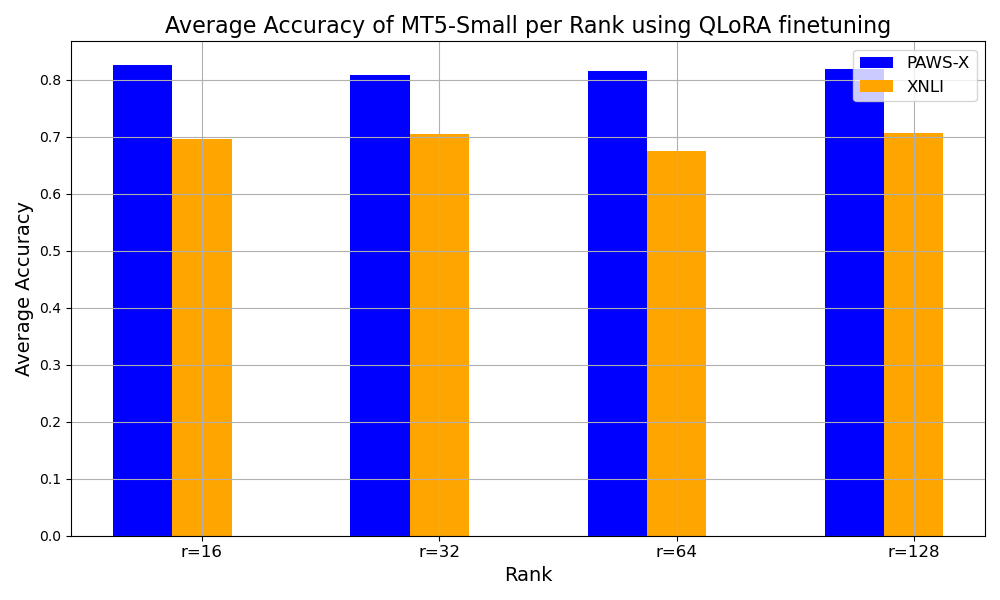 Average Accuracy of MT5-Small per Rank using QLoRA finetuning
PAWS-X
XNLI
Average Accuracy
0.8
0.7
0.6
0.5
0.4
0.3
0.2
0.1
0.0
r=16 r=32 r=64 r=128
Rank